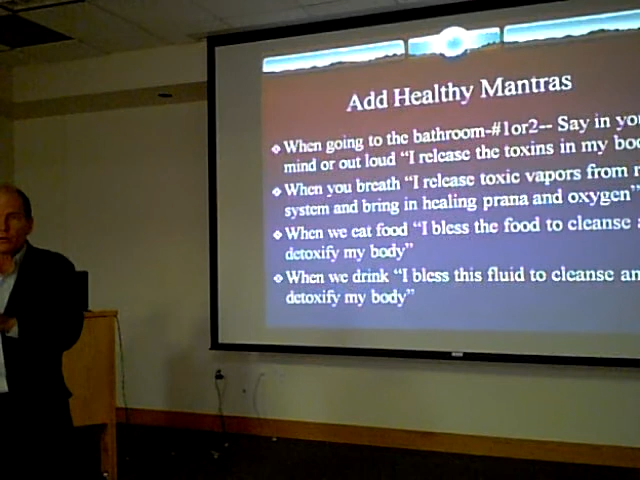 Add Healthy Mantras
When going to the bathroom-#1or2-- Say in you
mind or out loud “I release the toxins in my bod
When you breath “I release toxic vapors from m
system and bring in healing prana and oxygen”
When we eat food “I bless the food to cleanse a
detoxify my body”
When we drink “I bless this fluid to cleanse an
detoxify my body”